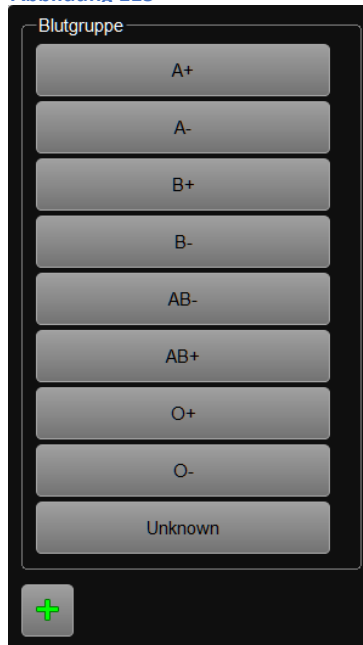 Blutgruppe
A+
A-
B+
B-
AB-
AB+
O+
O-
Unknown